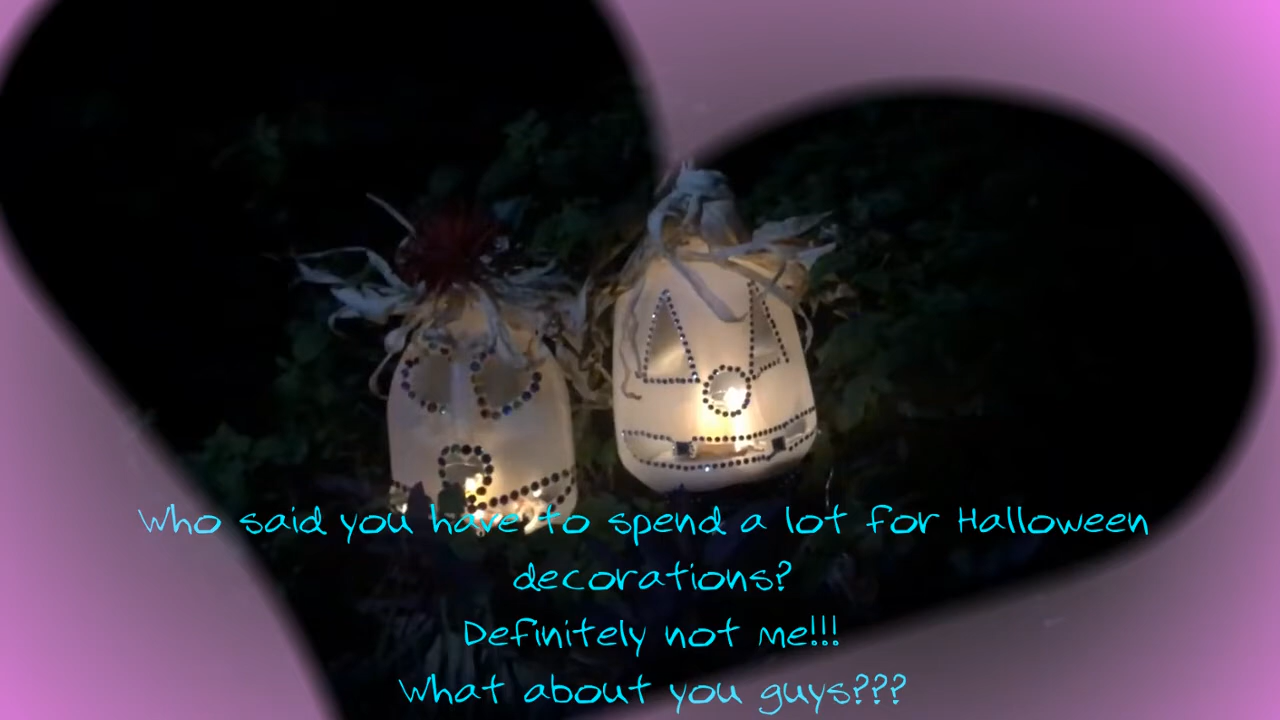 Who said you have to spend a lot for Halloween
decorations?
Definitely not me!!!
What about you guys???